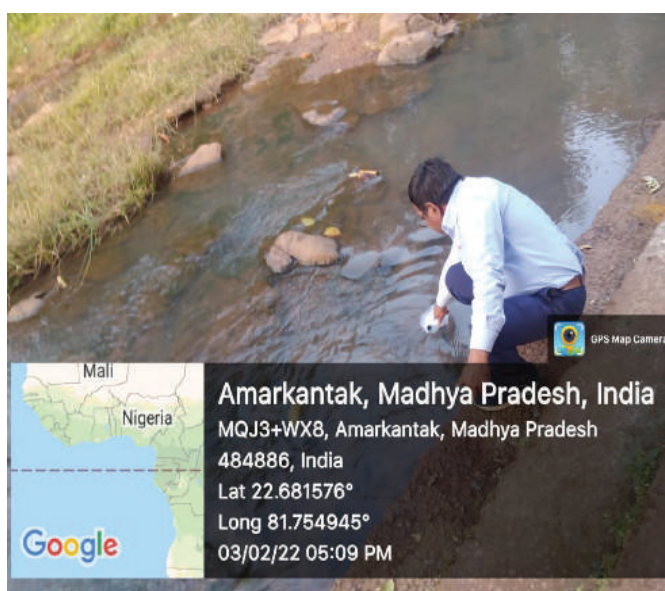 GPS Map Camera
Mali
Nigeria
Google
Amarkantak, Madhya Pradesh, India
MQJ3+WX8, Amarkantak, Madhya Pradesh
484886, India
Lat 22.681576°
Long 81.754945°
03/02/22 05:09 PM